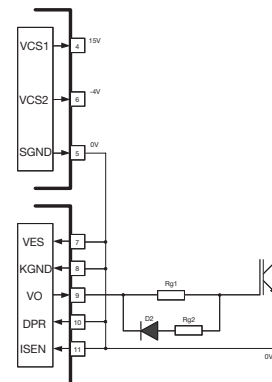 VCS1 4 15V
VCS2 6 -4V
SGND 5 0V
VES 7
KGND 8
VO 9
Rg1
DPR 10
D2 Rg2
ISEN 11
0V